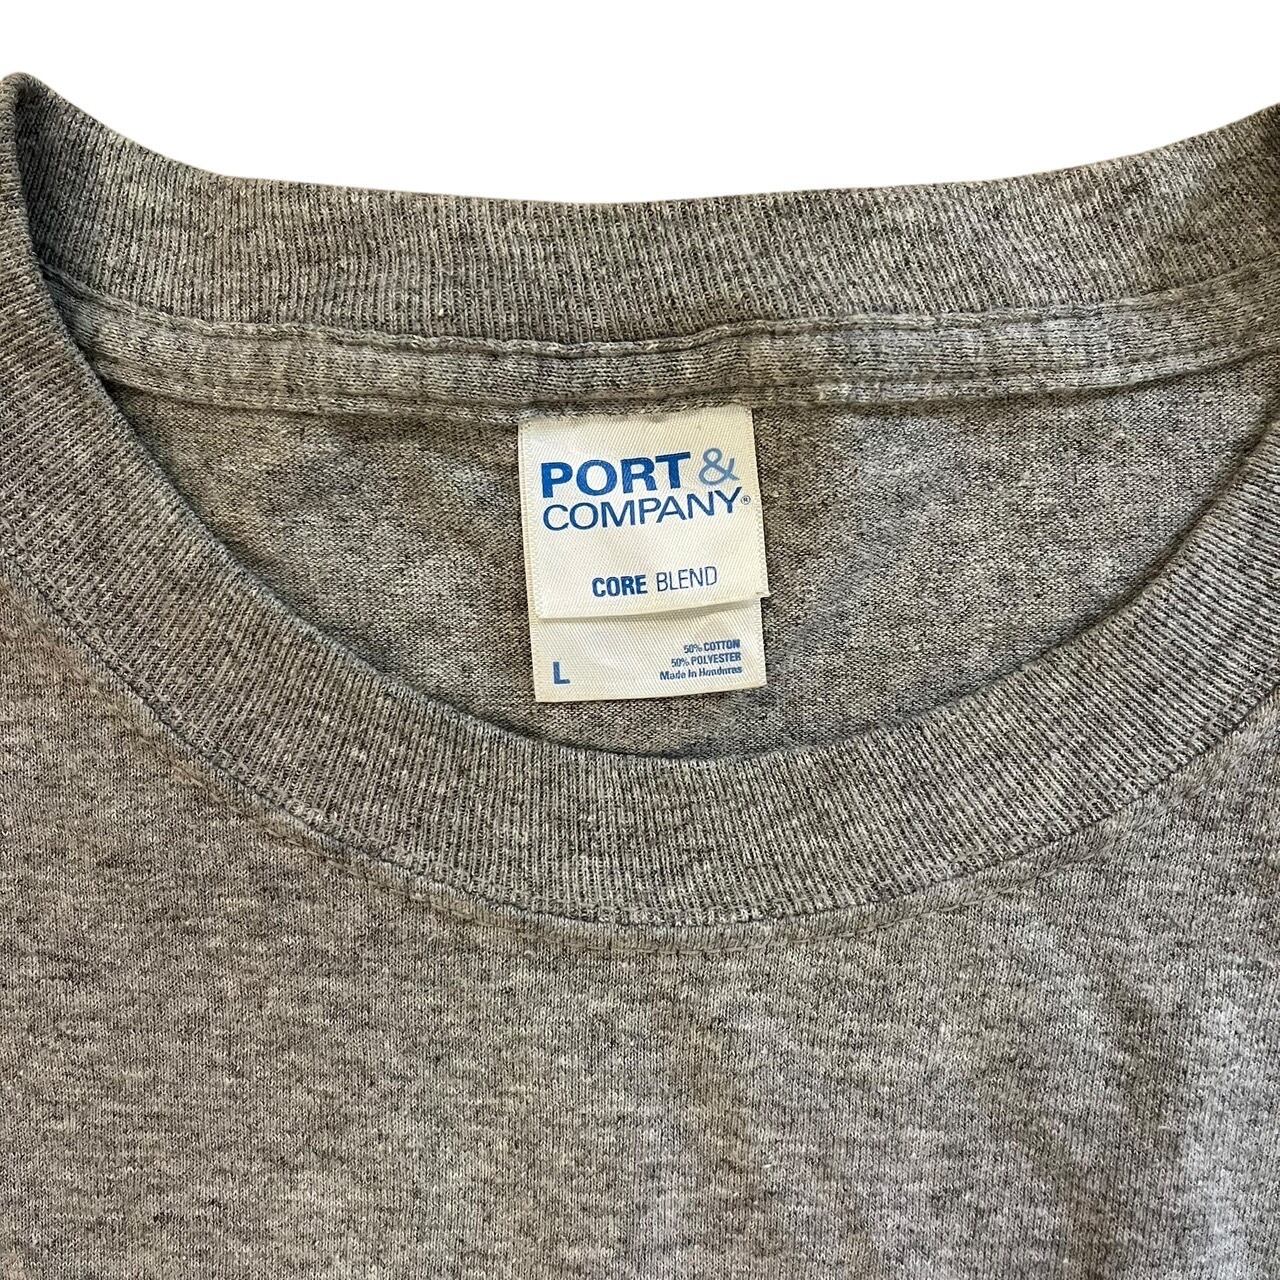 PORT &
COMPANY®
CORE BLEND
50% COTTON
50% POLYESTER
L
Made in Honduras